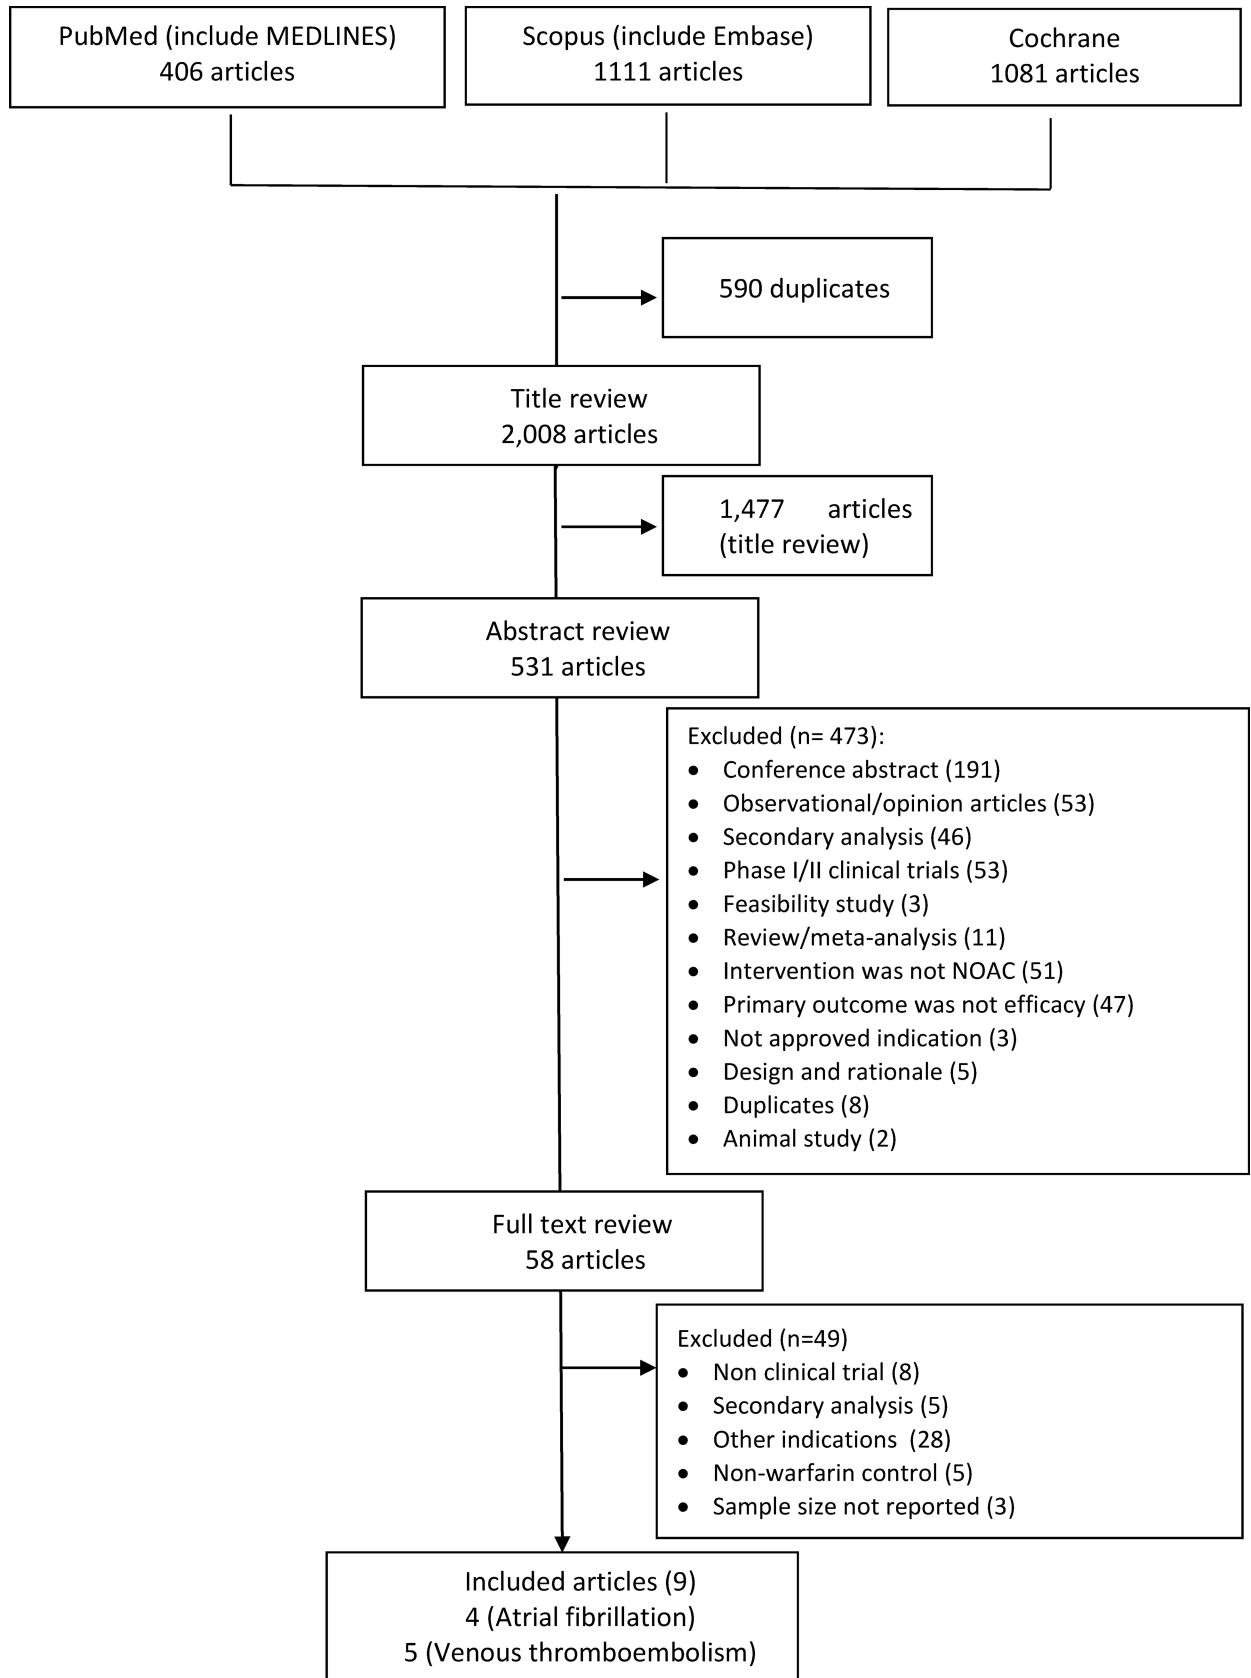 PubMed (include MEDLINES)
406 articles
Scopus (include Embase)
1111 articles
Cochrane
1081 articles
590 duplicates
Title review
2,008 articles
1,477 articles
(title review)
Abstract review
531 articles
Excluded (n= 473):
• Conference abstract (191)
• Observational/opinion articles (53)
• Secondary analysis (46)
• Phase I/II clinical trials (53)
• Feasibility study (3)
• Review/meta-analysis (11)
• Intervention was not NOAC (51)
• Primary outcome was not efficacy (47)
• Not approved indication (3)
• Design and rationale (5)
• Duplicates (8)
• Animal study (2)
Full text review
58 articles
Excluded (n=49)
• Non clinical trial (8)
• Secondary analysis (5)
• Other indications (28)
• Non-warfarin control (5)
• Sample size not reported (3)
Included articles (9)
4 (Atrial fibrillation)
5 (Venous thromboembolism)